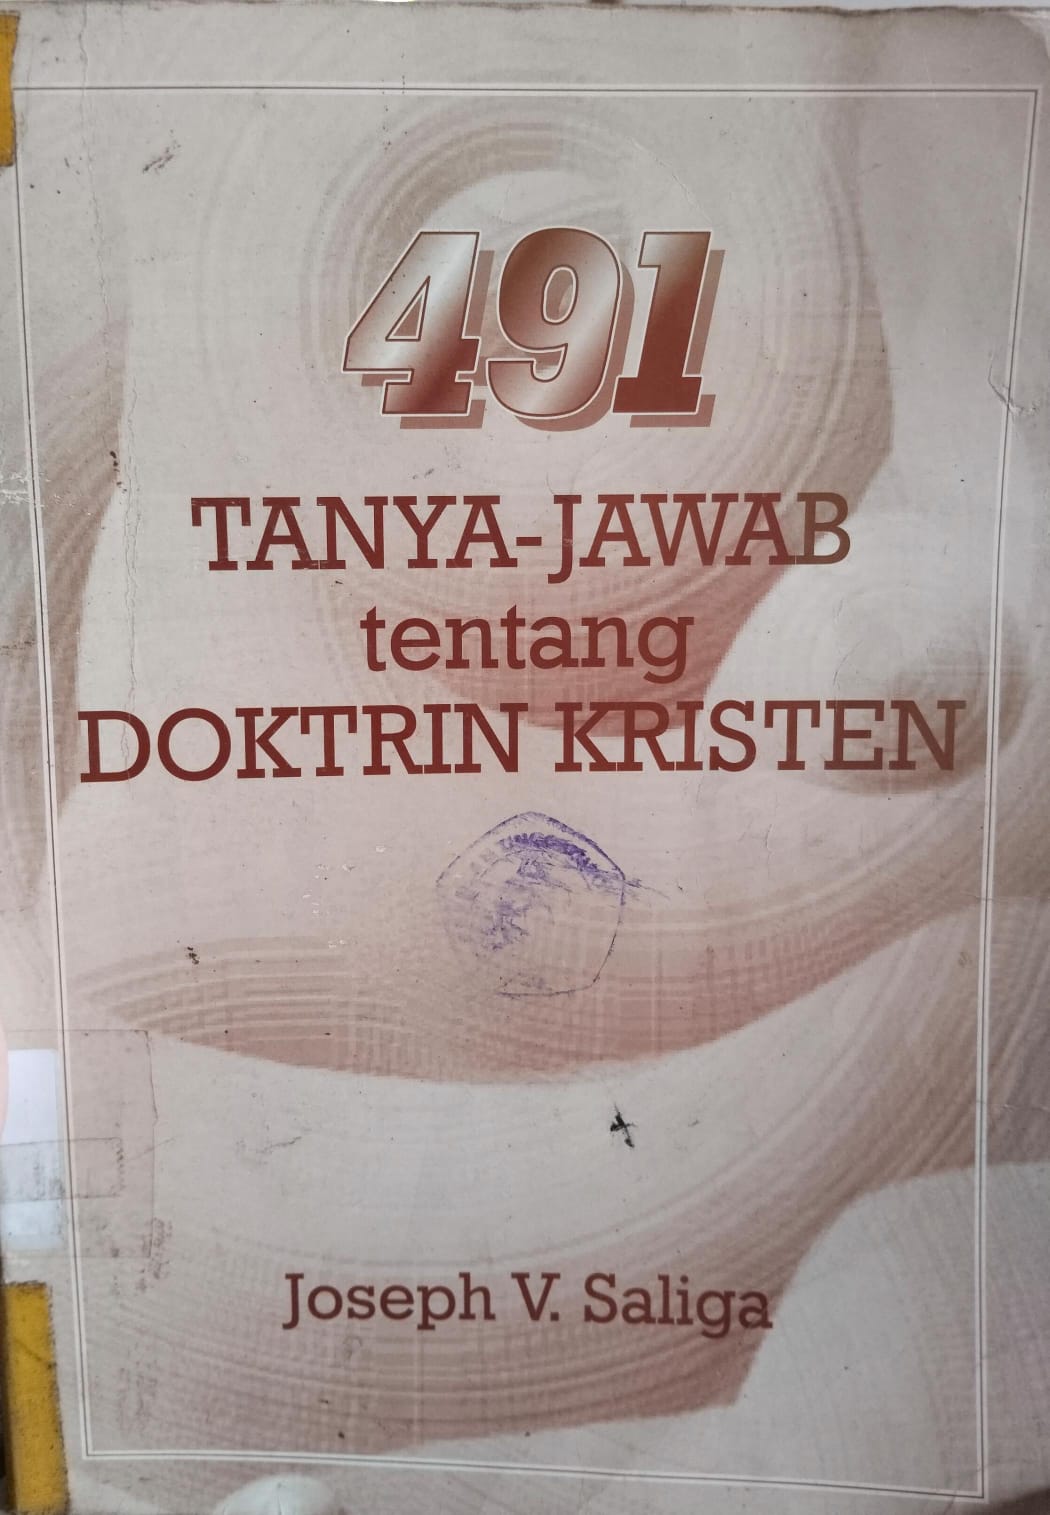 491
TANYA-JAWAB
tentang
DOKTRIN KRISTEN
Joseph V. Saliga